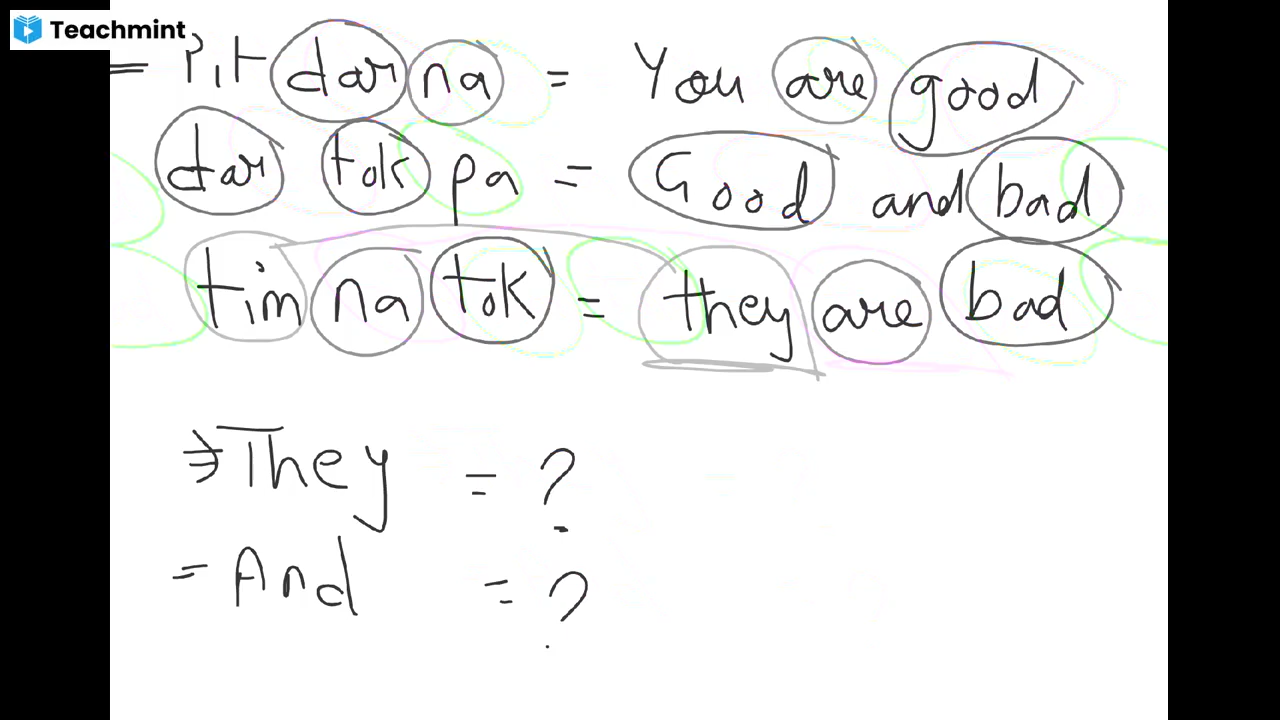 Teachmint
= Pit dar na = You are good
dar tok pa = Good and bad
tim na tok = they are bad
⇒ They = ?
= And = ?